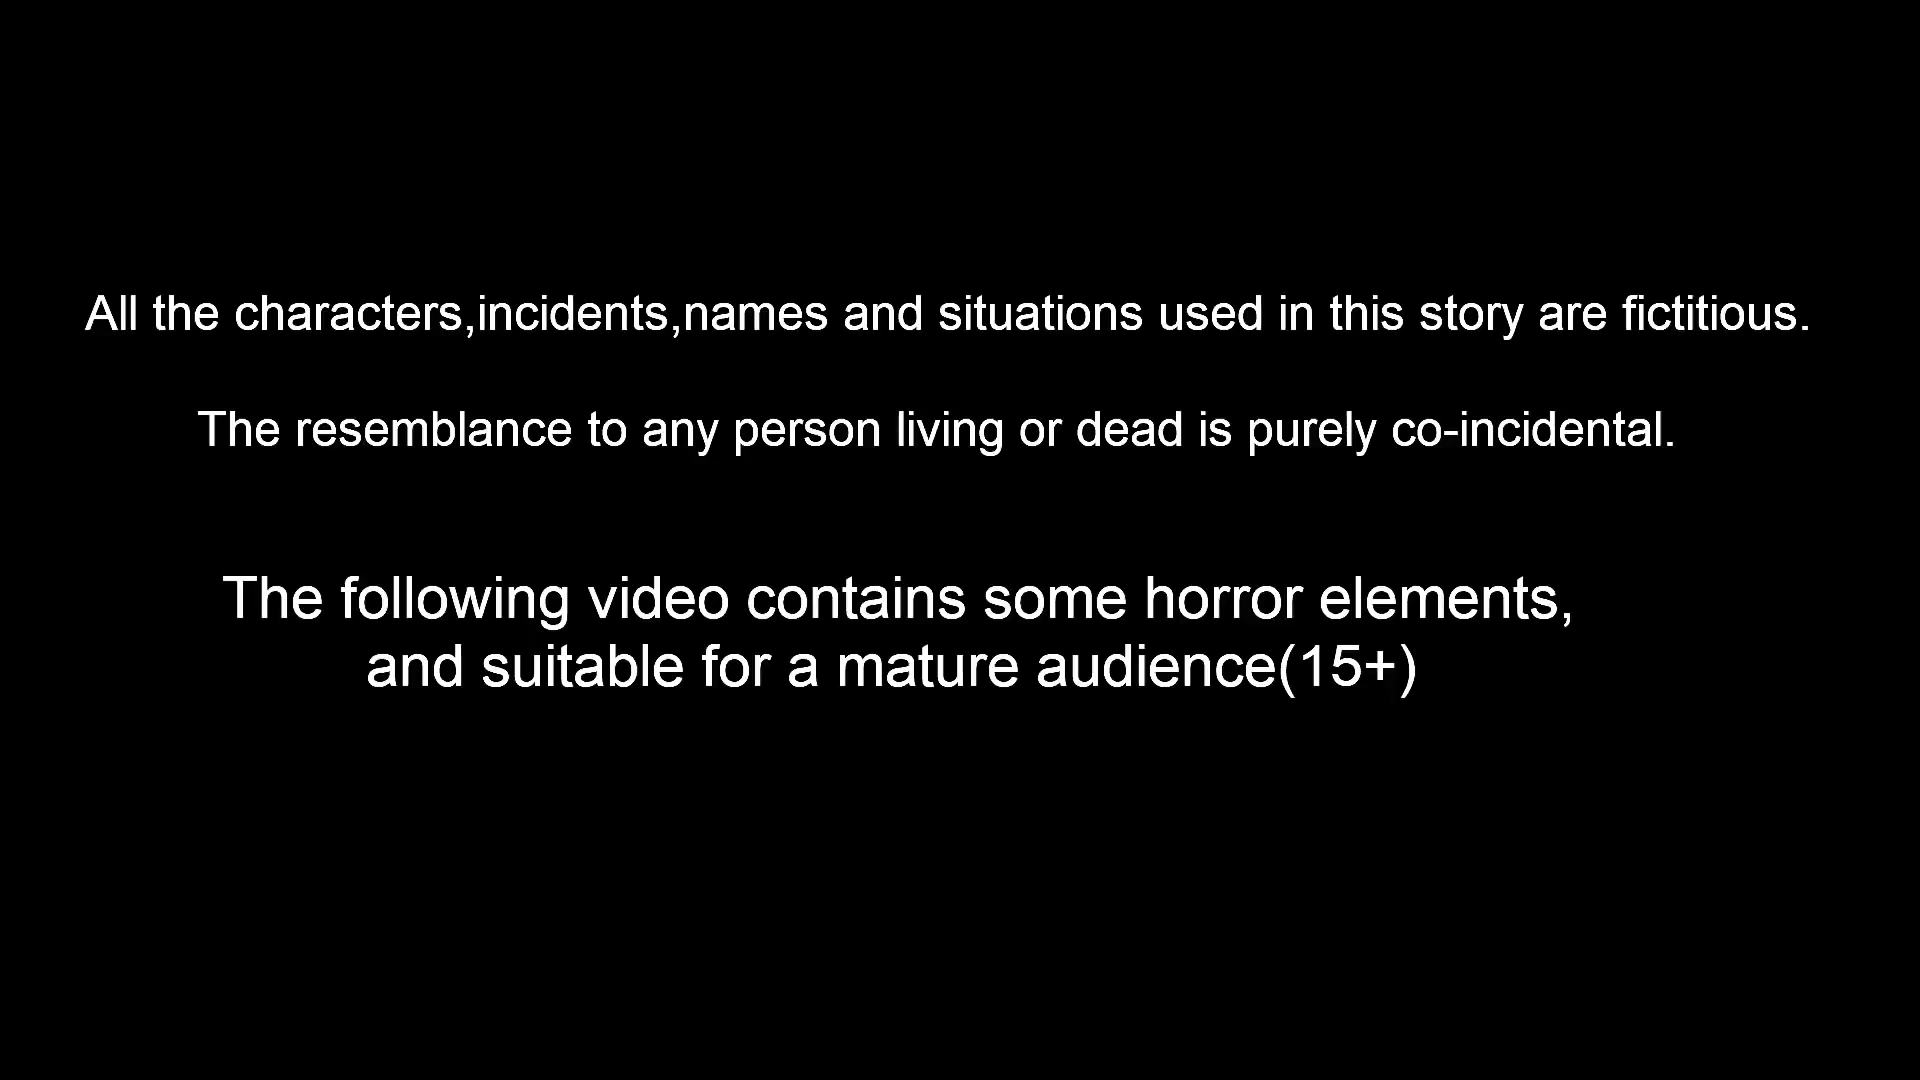 All the characters,incidents,names and situations used in this story are fictitious.
The resemblance to any person living or dead is purely co-incidental.
The following video contains some horror elements,
and suitable for a mature audience(15+)